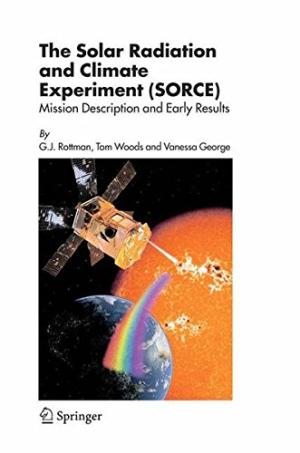 The Solar Radiation
and Climate
Experiment (SORCE)
Mission Description and Early Results
By
G.J. Rottman, Tom Woods and Vanessa George
Springer